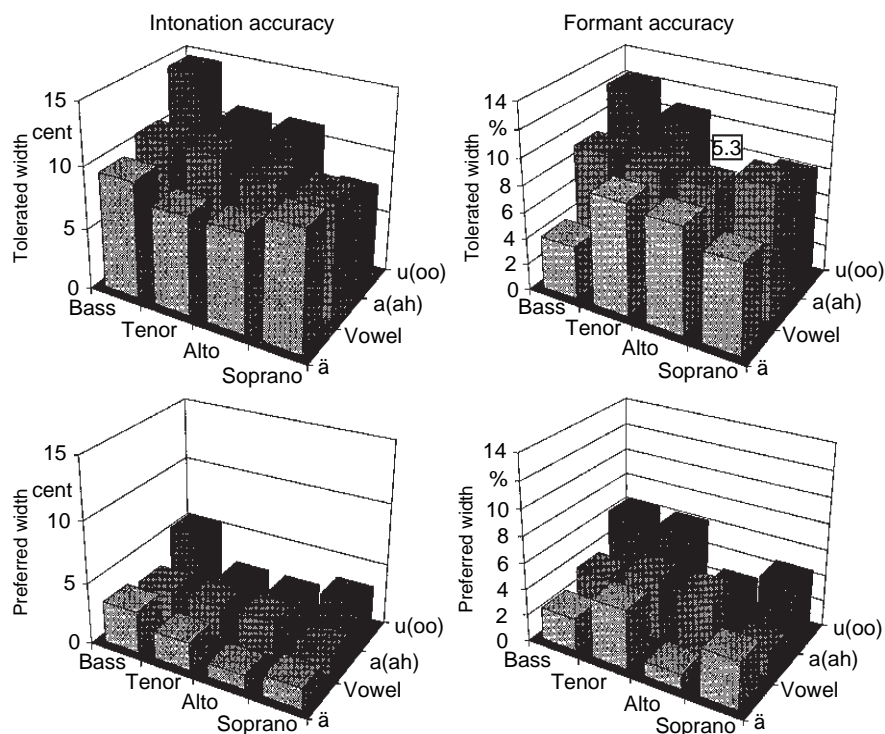 Intonation accuracy
Tolerated width
15
cent
10
5
0
Bass
Tenor
Alto
Soprano
u(oo)
a(ah)
Vowel
ä
Formant accuracy
Tolerated width
14
%
10
8
6
4
2
0
5.3
Bass
Tenor
Alto
Soprano
u(oo)
a(ah)
Vowel
ä
Preferred width
15
cent
10
5
0
Bass
Tenor
Alto
Soprano
u(oo)
a(ah)
Vowel
ä
Preferred width
14
%
10
8
6
4
2
0
Bass
Tenor
Alto
Soprano
u(oo)
a(ah)
Vowel
ä